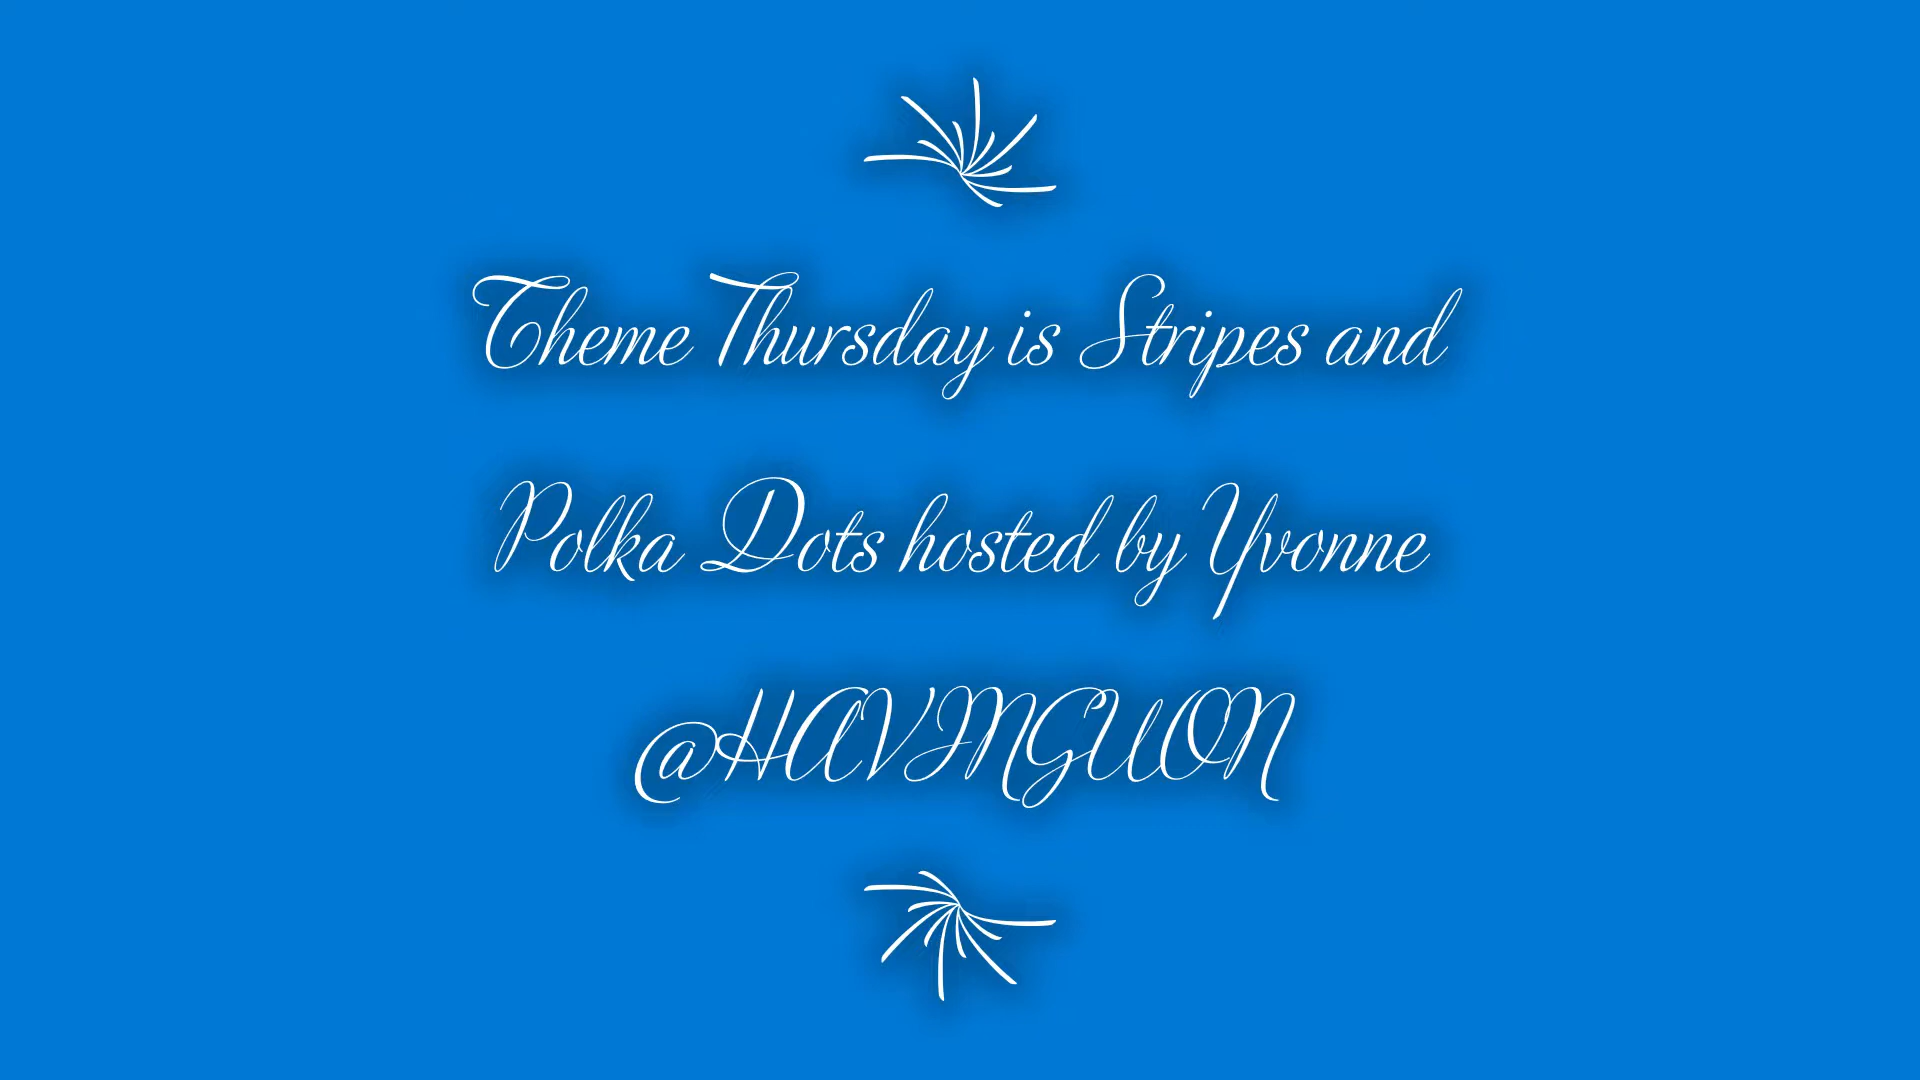 Theme Thursday is Stripes and
Polka Dots hosted by Yvonne
@HAVINGUON